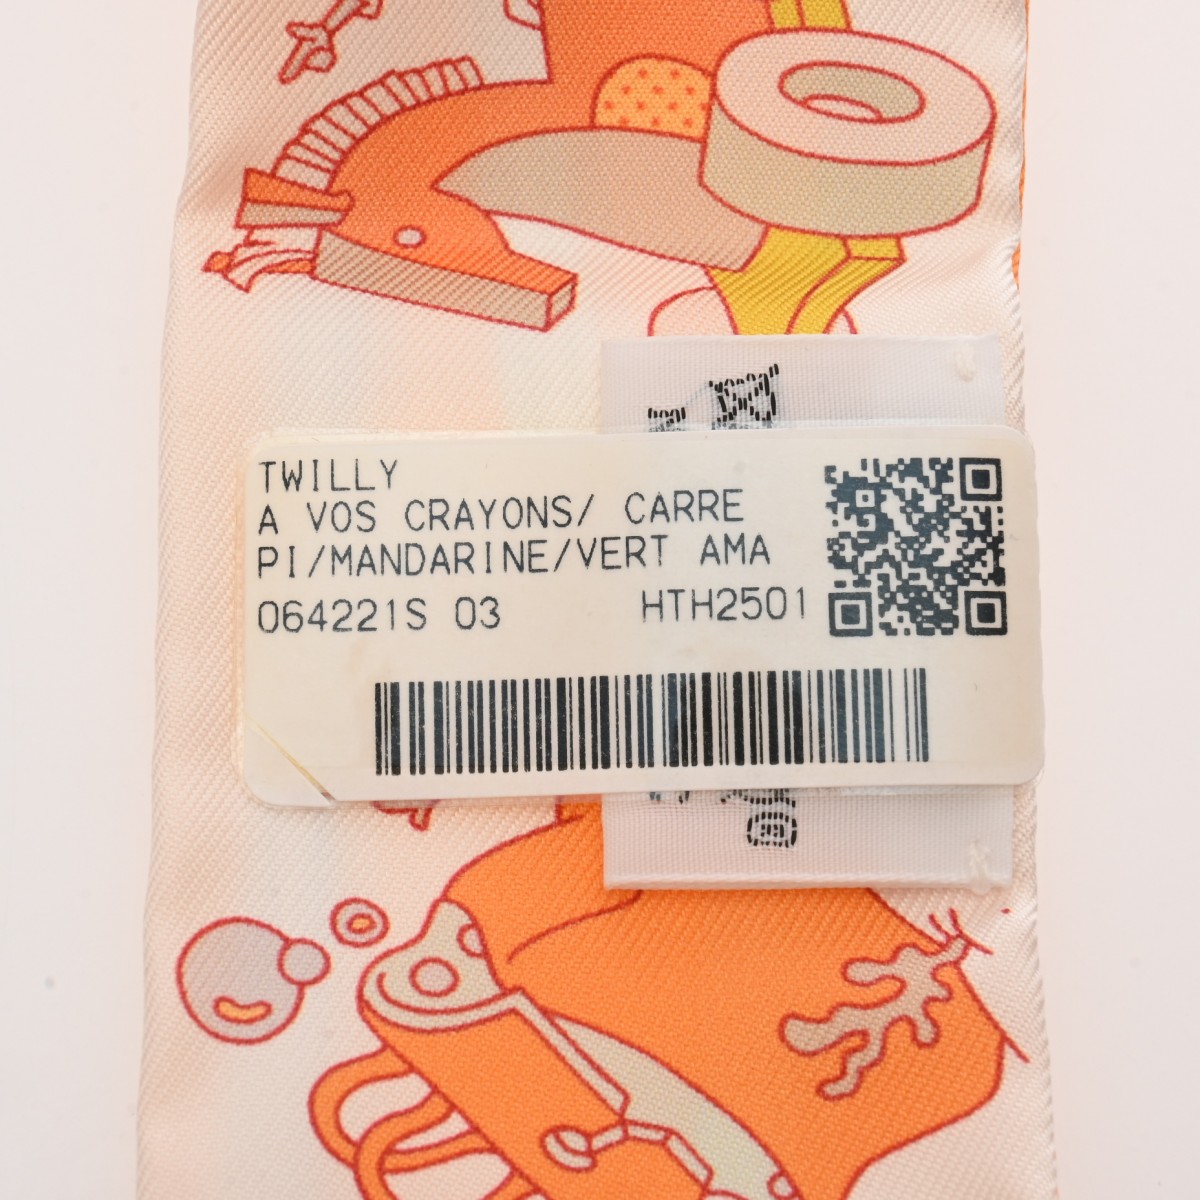 TWILLY
A VOS CRAYONS/ CARRE
PI/MANDARINE/VERT AMA
064221S 03 HTH2501